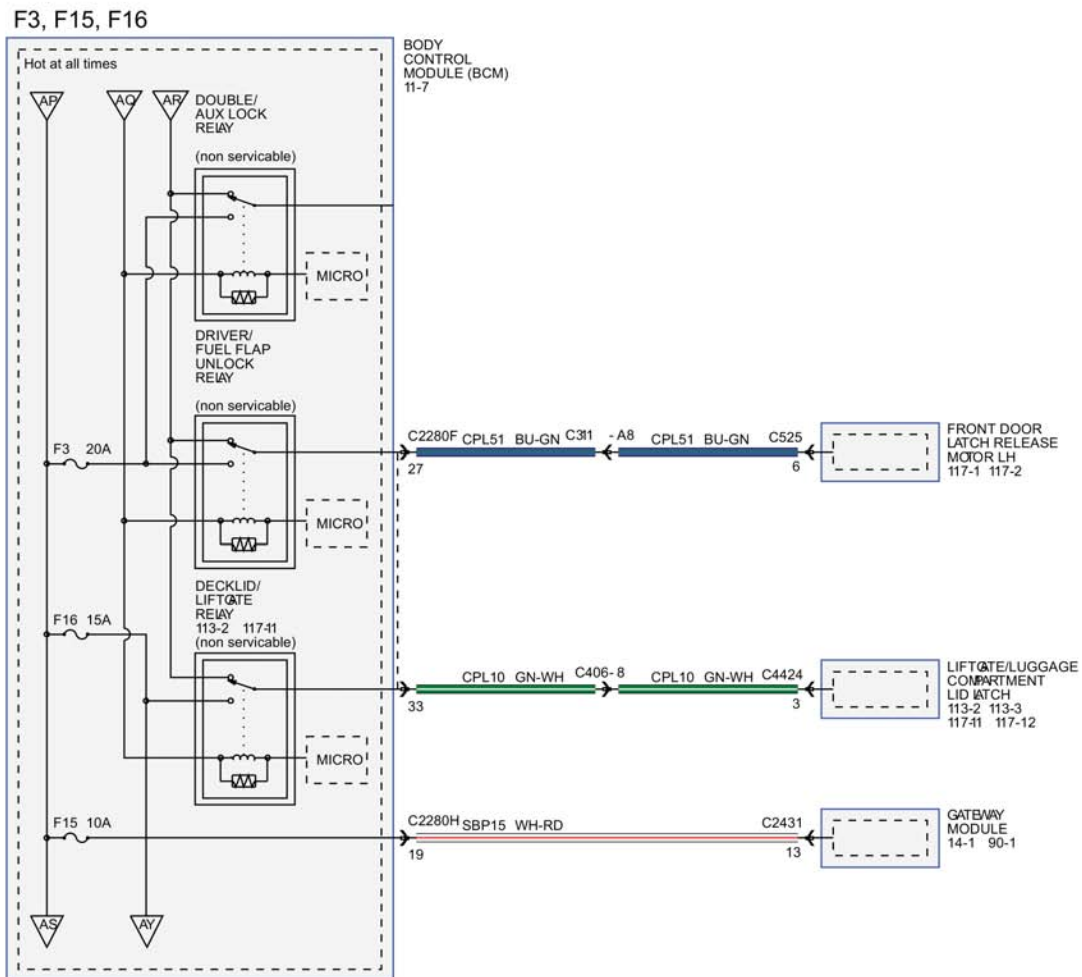 F3, F15, F16
Hot at all times
BODY
CONTROL
MODULE (BCM)
11-7
AP
AQ
AR
DOUBLE/
AUX LOCK
RELAY
(non servicable)
MICRO
DRIVER/
FUEL FLAP
UNLOCK
RELAY
(non servicable)
F3 20A
MICRO
C2280F CPL51 BU-GN C311 - A8 CPL51 BU-GN C525
27 6
FRONT DOOR
LATCH RELEASE
MOTOR LH
117-1 117-2
DECKLID/
LIFTGATE
RELAY
113-2 117-11
(non servicable)
F16 15A
MICRO
CPL10 GN-WH C406- 8 CPL10 GN-WH C4424
33 3
LIFTGATE/LUGGAGE
COMPARTMENT
LID LATCH
113-2 113-3
117-11 117-12
F15 10A
C2280H SBP15 WH-RD C2431
19 13
GATEWAY
MODULE
14-1 90-1
AS
AY